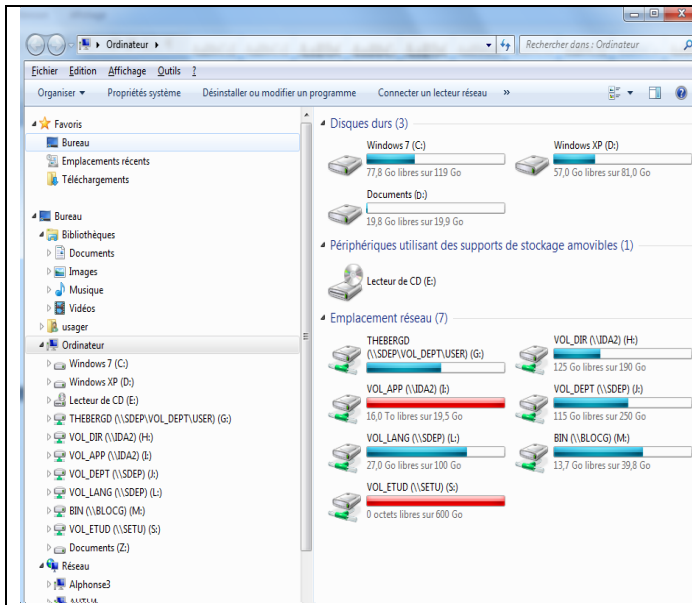 Ordinateur
Rechercher dans : Ordinateur
Fichier Edition Affichage Outils ?
Organiser Propriétés système Désinstaller ou modifier un programme Connecter un lecteur réseau »
Favoris
Bureau
Emplacements récents
Téléchargements
Bureau
Bibliothèques
Documents
Images
Musique
Vidéos
usager
Ordinateur
Windows 7 (C:)
Windows XP (D:)
Lecteur de CD (E:)
THEBERGD (\\SDEP\VOL_DEPT\USER) (G:)
VOL_DIR (\\IDA2) (H:)
VOL_APP (\\IDA2) (I:)
VOL_DEPT (\\SDEP) (J:)
VOL_LANG (\\SDEP) (L:)
BIN (\\BLOCG) (M:)
VOL_ETUD (\\SETU) (S:)
Documents (Z:)
Réseau
Alphonse3
Disques durs (3)
Windows 7 (C:)
77,8 Go libres sur 119 Go
Windows XP (D:)
57,0 Go libres sur 81,0 Go
Documents (D:)
19,8 Go libres sur 19,9 Go
Périphériques utilisant des supports de stockage amovibles (1)
Lecteur de CD (E:)
Emplacement réseau (7)
THEBERGD
(\\SDEP\VOL_DEPT\USER) (G:)
VOL_DIR (\\IDA2) (H:)
125 Go libres sur 190 Go
VOL_APP (\\IDA2) (I:)
16,0 To libres sur 19,5 Go
VOL_DEPT (\\SDEP) (J:)
115 Go libres sur 250 Go
VOL_LANG (\\SDEP) (L:)
27,0 Go libres sur 100 Go
BIN (\\BLOCG) (M:)
13,7 Go libres sur 39,8 Go
VOL_ETUD (\\SETU) (S:)
0 octets libres sur 600 Go